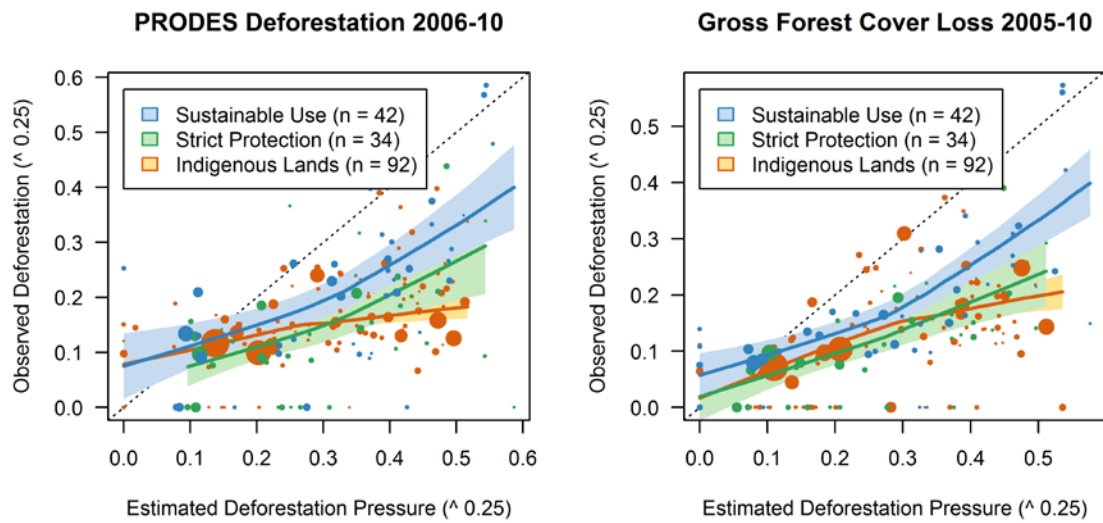 PRODES Deforestation 2006-10
Observed Deforestation (^ 0.25)
0.6
0.5
0.4
0.3
0.2
0.1
0.0
Sustainable Use (n = 42)
Strict Protection (n = 34)
Indigenous Lands (n = 92)
0.0 0.1 0.2 0.3 0.4 0.5 0.6
Estimated Deforestation Pressure (^ 0.25)
Gross Forest Cover Loss 2005-10
Observed Deforestation (^ 0.25)
0.5
0.4
0.3
0.2
0.1
0.0
Sustainable Use (n = 42)
Strict Protection (n = 34)
Indigenous Lands (n = 92)
0.0 0.1 0.2 0.3 0.4 0.5
Estimated Deforestation Pressure (^ 0.25)